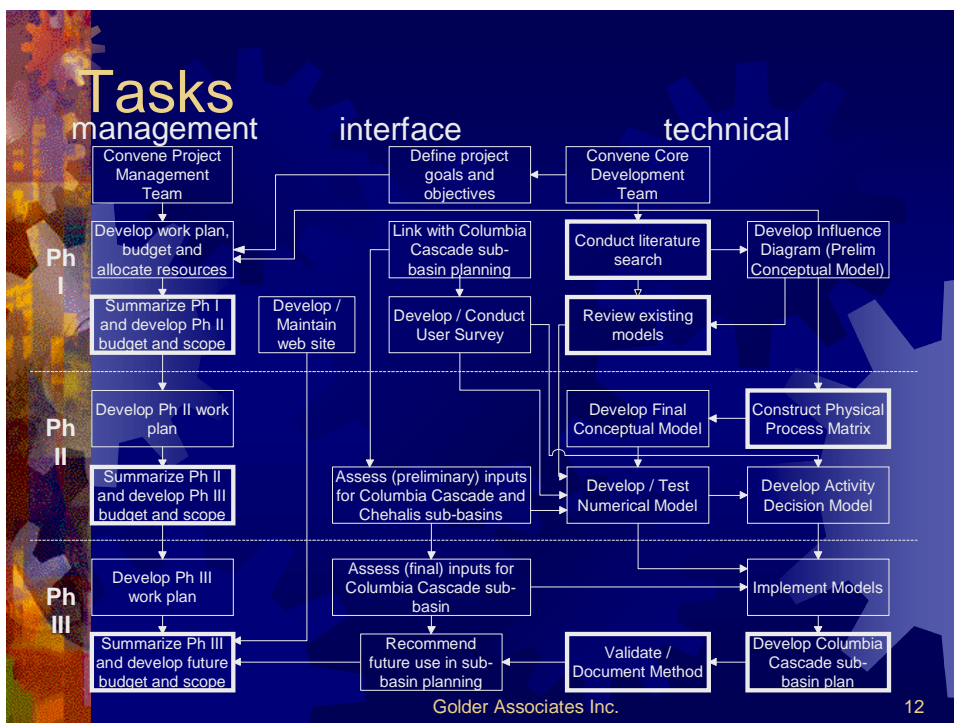 Tasks
management
interface
technical
Convene Project
Management
Team
Define project
goals and
objectives
Convene Core
Development
Team
Ph
I
Develop work plan,
budget and
allocate resources
Link with Columbia
Cascade sub-
basin planning
Conduct literature
search
Develop Influence
Diagram (Prelim
Conceptual Model)
Summarize Ph I
and develop Ph II
budget and scope
Develop /
Maintain
web site
Develop / Conduct
User Survey
Review existing
models
Ph
II
Develop Ph II work
plan
Develop Final
Conceptual Model
Construct Physical
Process Matrix
Summarize Ph II
and develop Ph III
budget and scope
Assess (preliminary) inputs
for Columbia Cascade and
Chehalis sub-basins
Develop / Test
Numerical Model
Develop Activity
Decision Model
Ph
III
Develop Ph III
work plan
Assess (final) inputs for
Columbia Cascade sub-
basin
Implement Models
Summarize Ph III
and develop future
budget and scope
Recommend
future use in sub-
basin planning
Validate /
Document Method
Develop Columbia
Cascade sub-
basin plan
Golder Associates Inc.
12